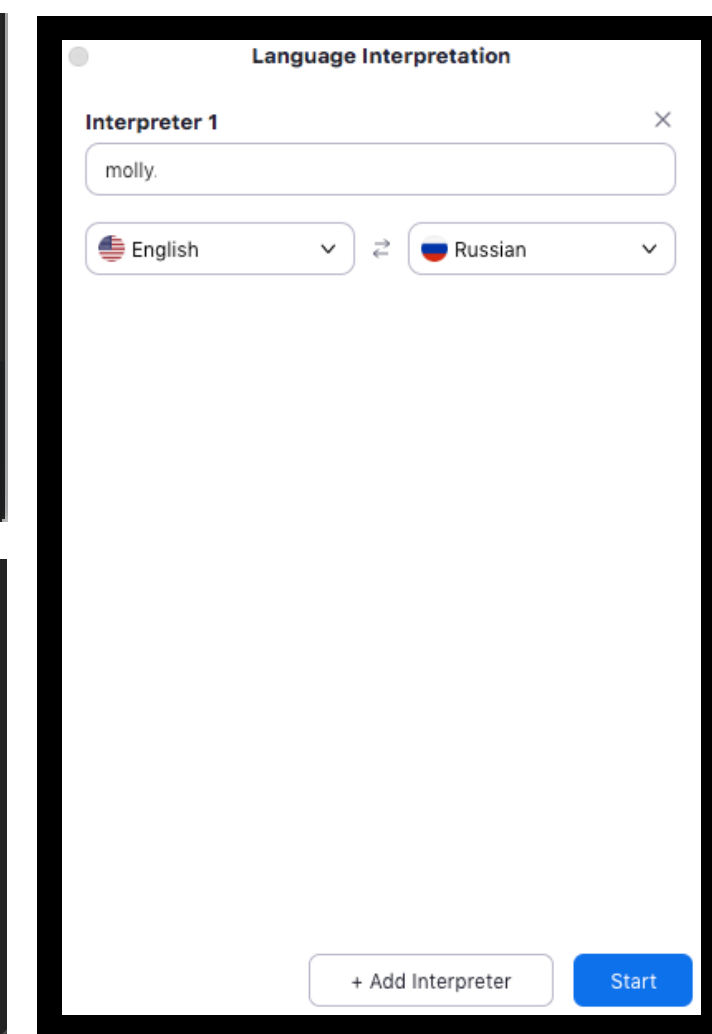 Language Interpretation
Interpreter 1
molly.
English
Russian
+ Add Interpreter
Start